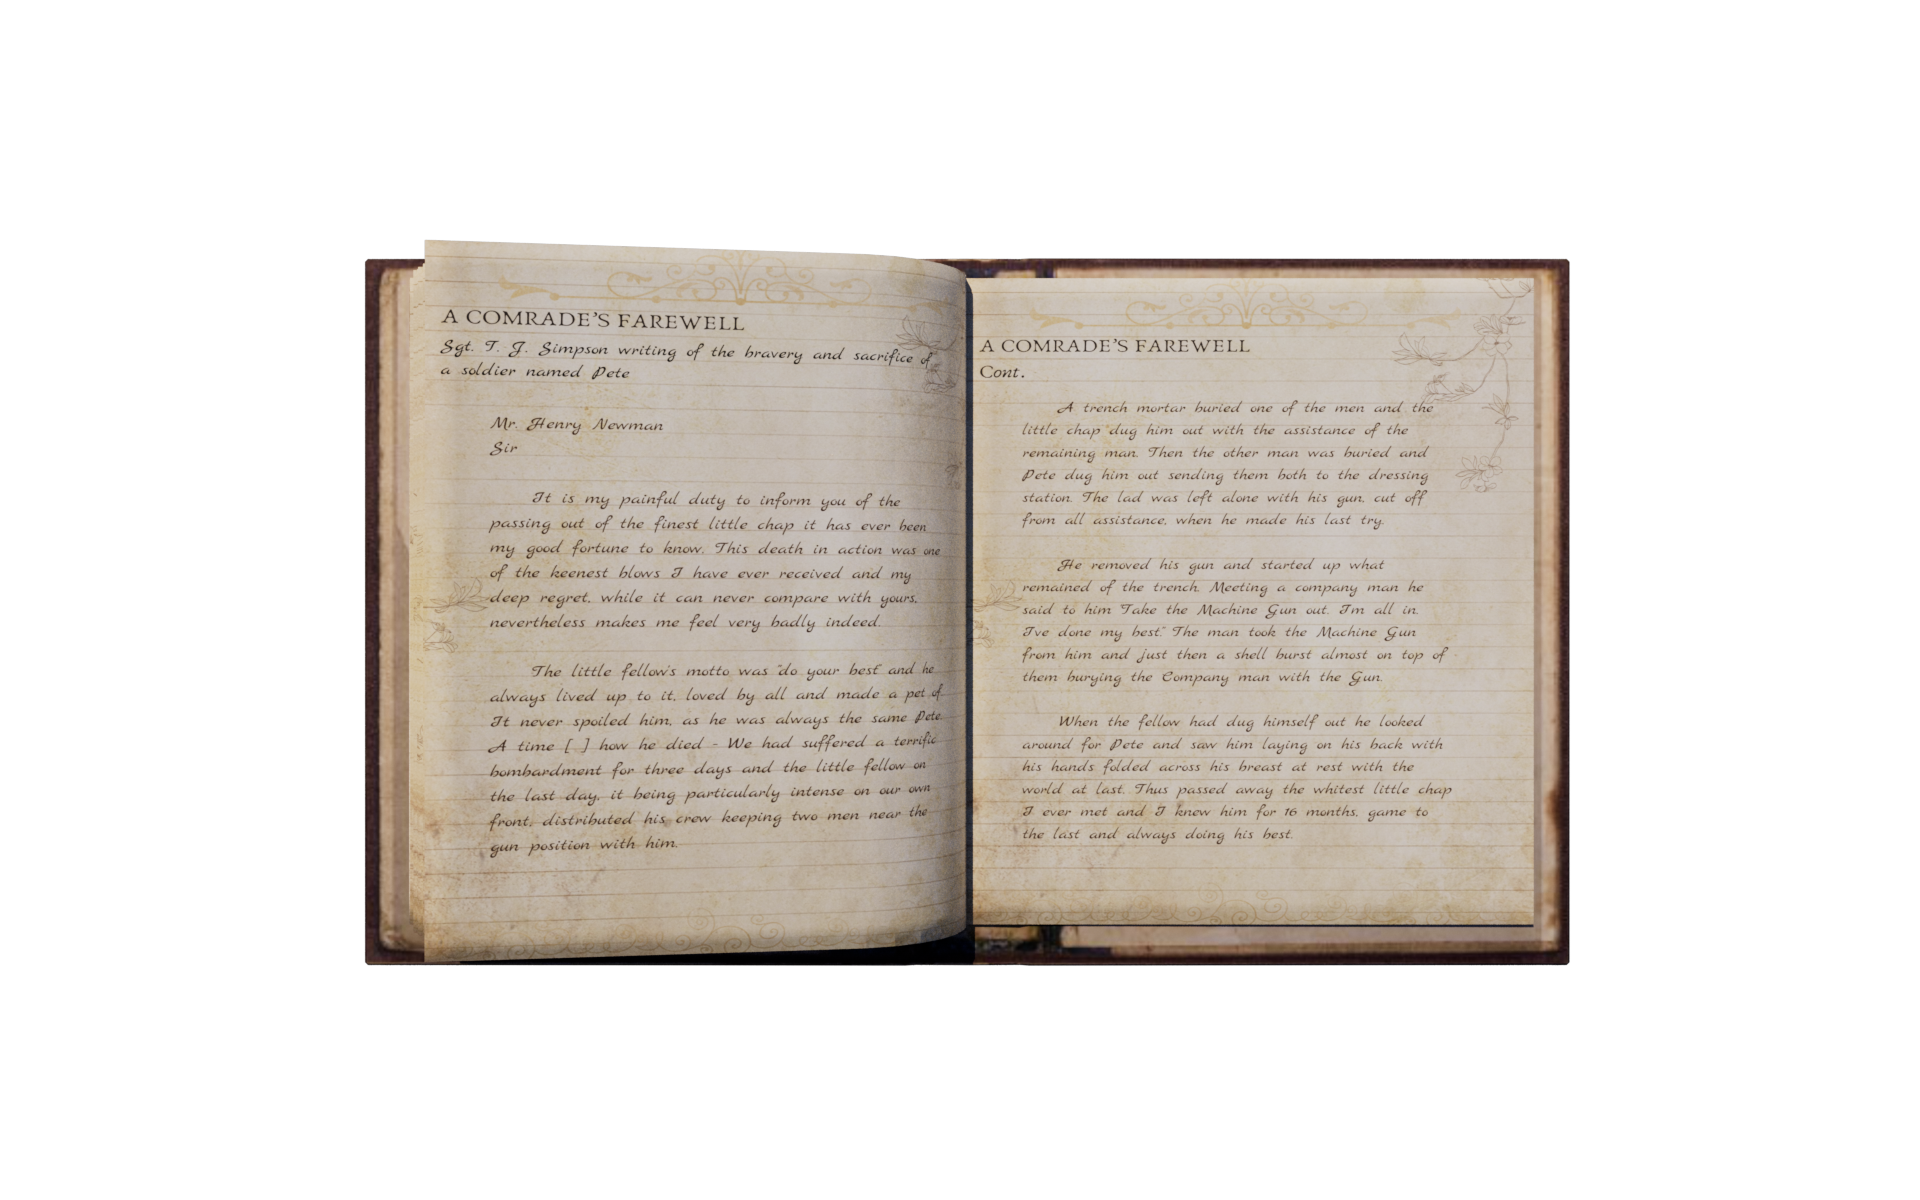 A COMRADE'S FAREWELL
Sgt. T. J. Simpson writing of the bravery and sacrifice of
a soldier named Pete
Mr. Henry Newman
Sir
It is my painful duty to inform you of the
passing out of the finest little chap it has ever been
my good fortune to know. This death in action was one
of the keenest blows I have ever received and my
deep regret, while it can never compare with yours,
nevertheless makes me feel very badly indeed.
The little fellow's motto was "do your best" and he
always lived up to it, loved by all and made a pet of.
It never spoiled him, as he was always the same Pete.
A time [ ] how he died - We had suffered a terrific
bombardment for three days and the little fellow on
the last day, it being particularly intense on our own
front, distributed his crew keeping two men near the
gun position with him.
A COMRADE'S FAREWELL
Cont.
A trench mortar buried one of the men and the
little chap dug him out with the assistance of the
remaining man. Then the other man was buried and
Pete dug him out sending them both to the dressing
station. The lad was left alone with his gun, cut off
from all assistance, when he made his last try.
He removed his gun and started up what
remained of the trench. Meeting a company man he
said to him Take the Machine Gun out. I'm all in.
I've done my best." The man took the Machine Gun
from him and just then a shell burst almost on top of
them burying the Company man with the Gun.
When the fellow had dug himself out he looked
around for Pete and saw him laying on his back with
his hands folded across his breast at rest with the
world at last. Thus passed away the whitest little chap
I ever met and I knew him for 16 months, game to
the last and always doing his best.